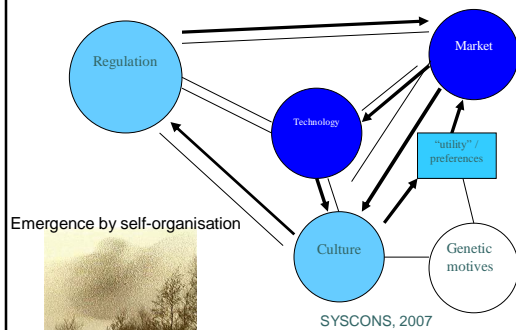 Regulation
Market
Technology
"utility" /
preferences
Emergence by self-organisation
Culture
Genetic
motives
SYSCONS, 2007